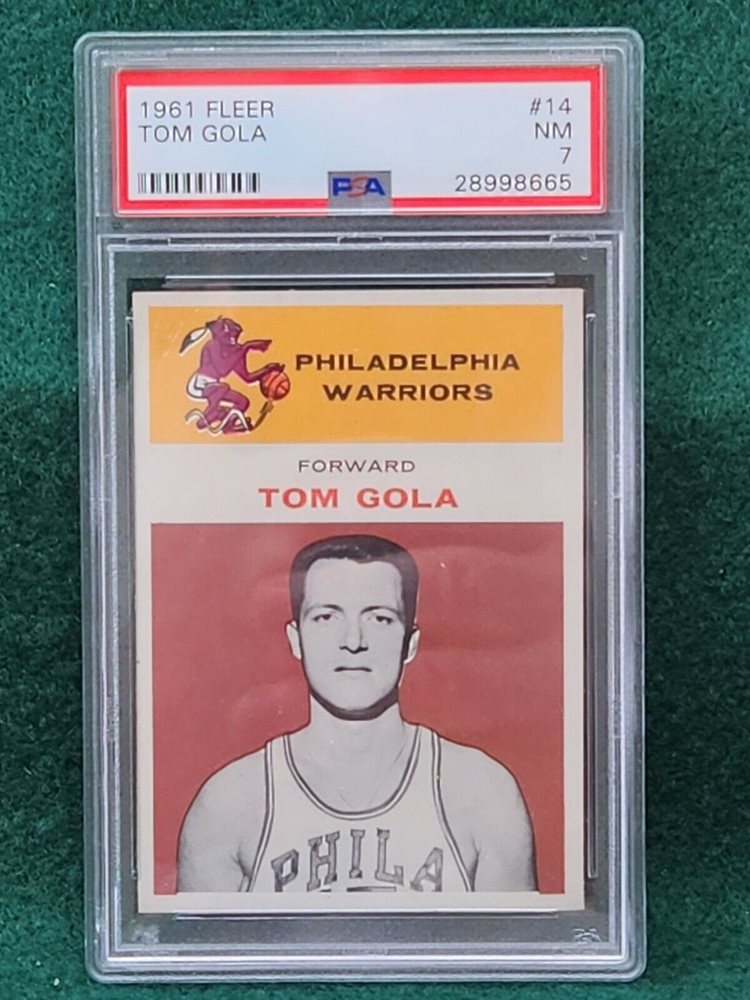 1961 FLEER #14
TOM GOLA NM
7
PSA 28998665
PHILADELPHIA
WARRIORS
FORWARD
TOM GOLA
PHILA